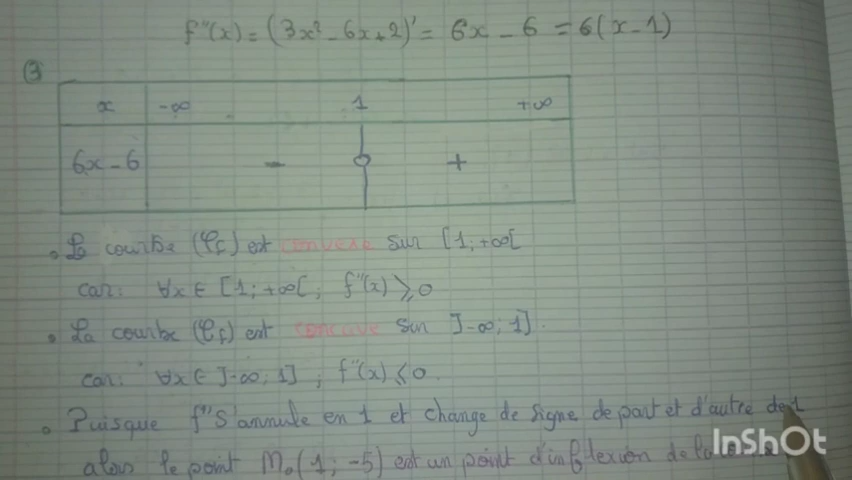 f"(x) = (3x² - 6x + 2)' = 6x - 6 = 6(x - 1)
③
x -∞ 1 +∞
6x - 6 - 0 +
• La courbe (𝒞f) est convexe sur [1; +∞[
car: ∀x ∈ [1; +∞[; f"(x) ⩾ 0
• La courbe (𝒞f) est concave sur ]-∞; 1].
car: ∀x ∈ ]-∞; 1] ; f"(x) ⩽ 0.
• Puisque f" s'annule en 1 et change de signe de part et d'autre de 1
alors le point M₀(1; -5) est un point d'inflexion de la
InShOt